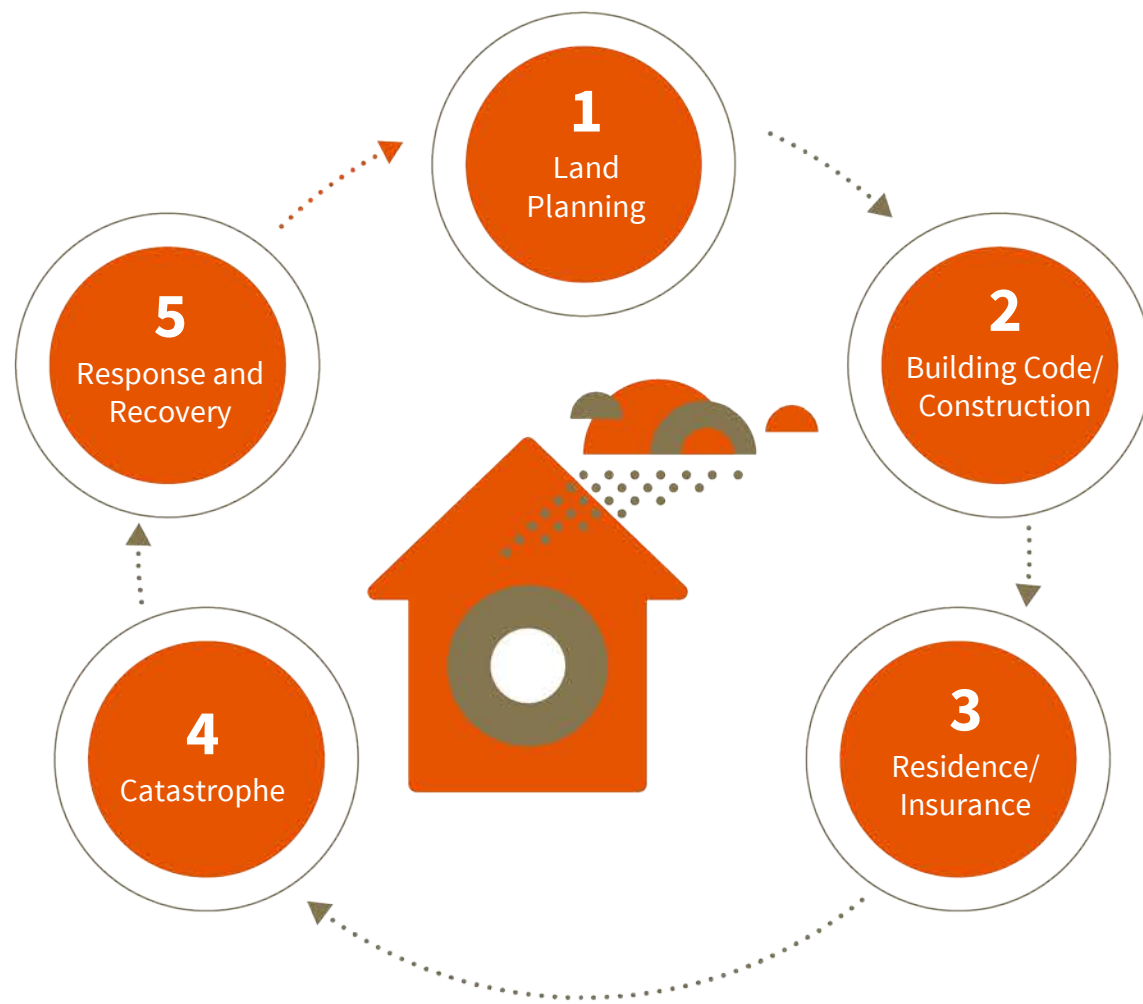 1
Land
Planning
2
Building Code/
Construction
3
Residence/
Insurance
4
Catastrophe
5
Response and
Recovery